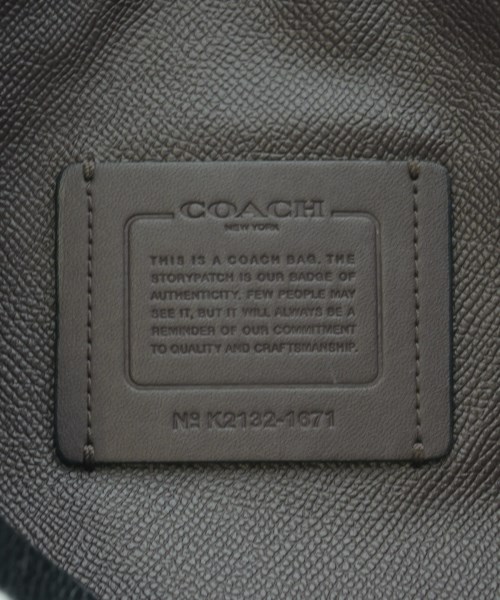 COACH
NEW YORK
THIS IS A COACH BAG. THE
STORYPATCH IS OUR BADGE OF
AUTHENTICITY. FEW PEOPLE MAY
SEE IT, BUT IT WILL ALWAYS BE A
REMINDER OF OUR COMMITMENT
TO QUALITY AND CRAFTSMANSHIP.
Nº K2132-1671